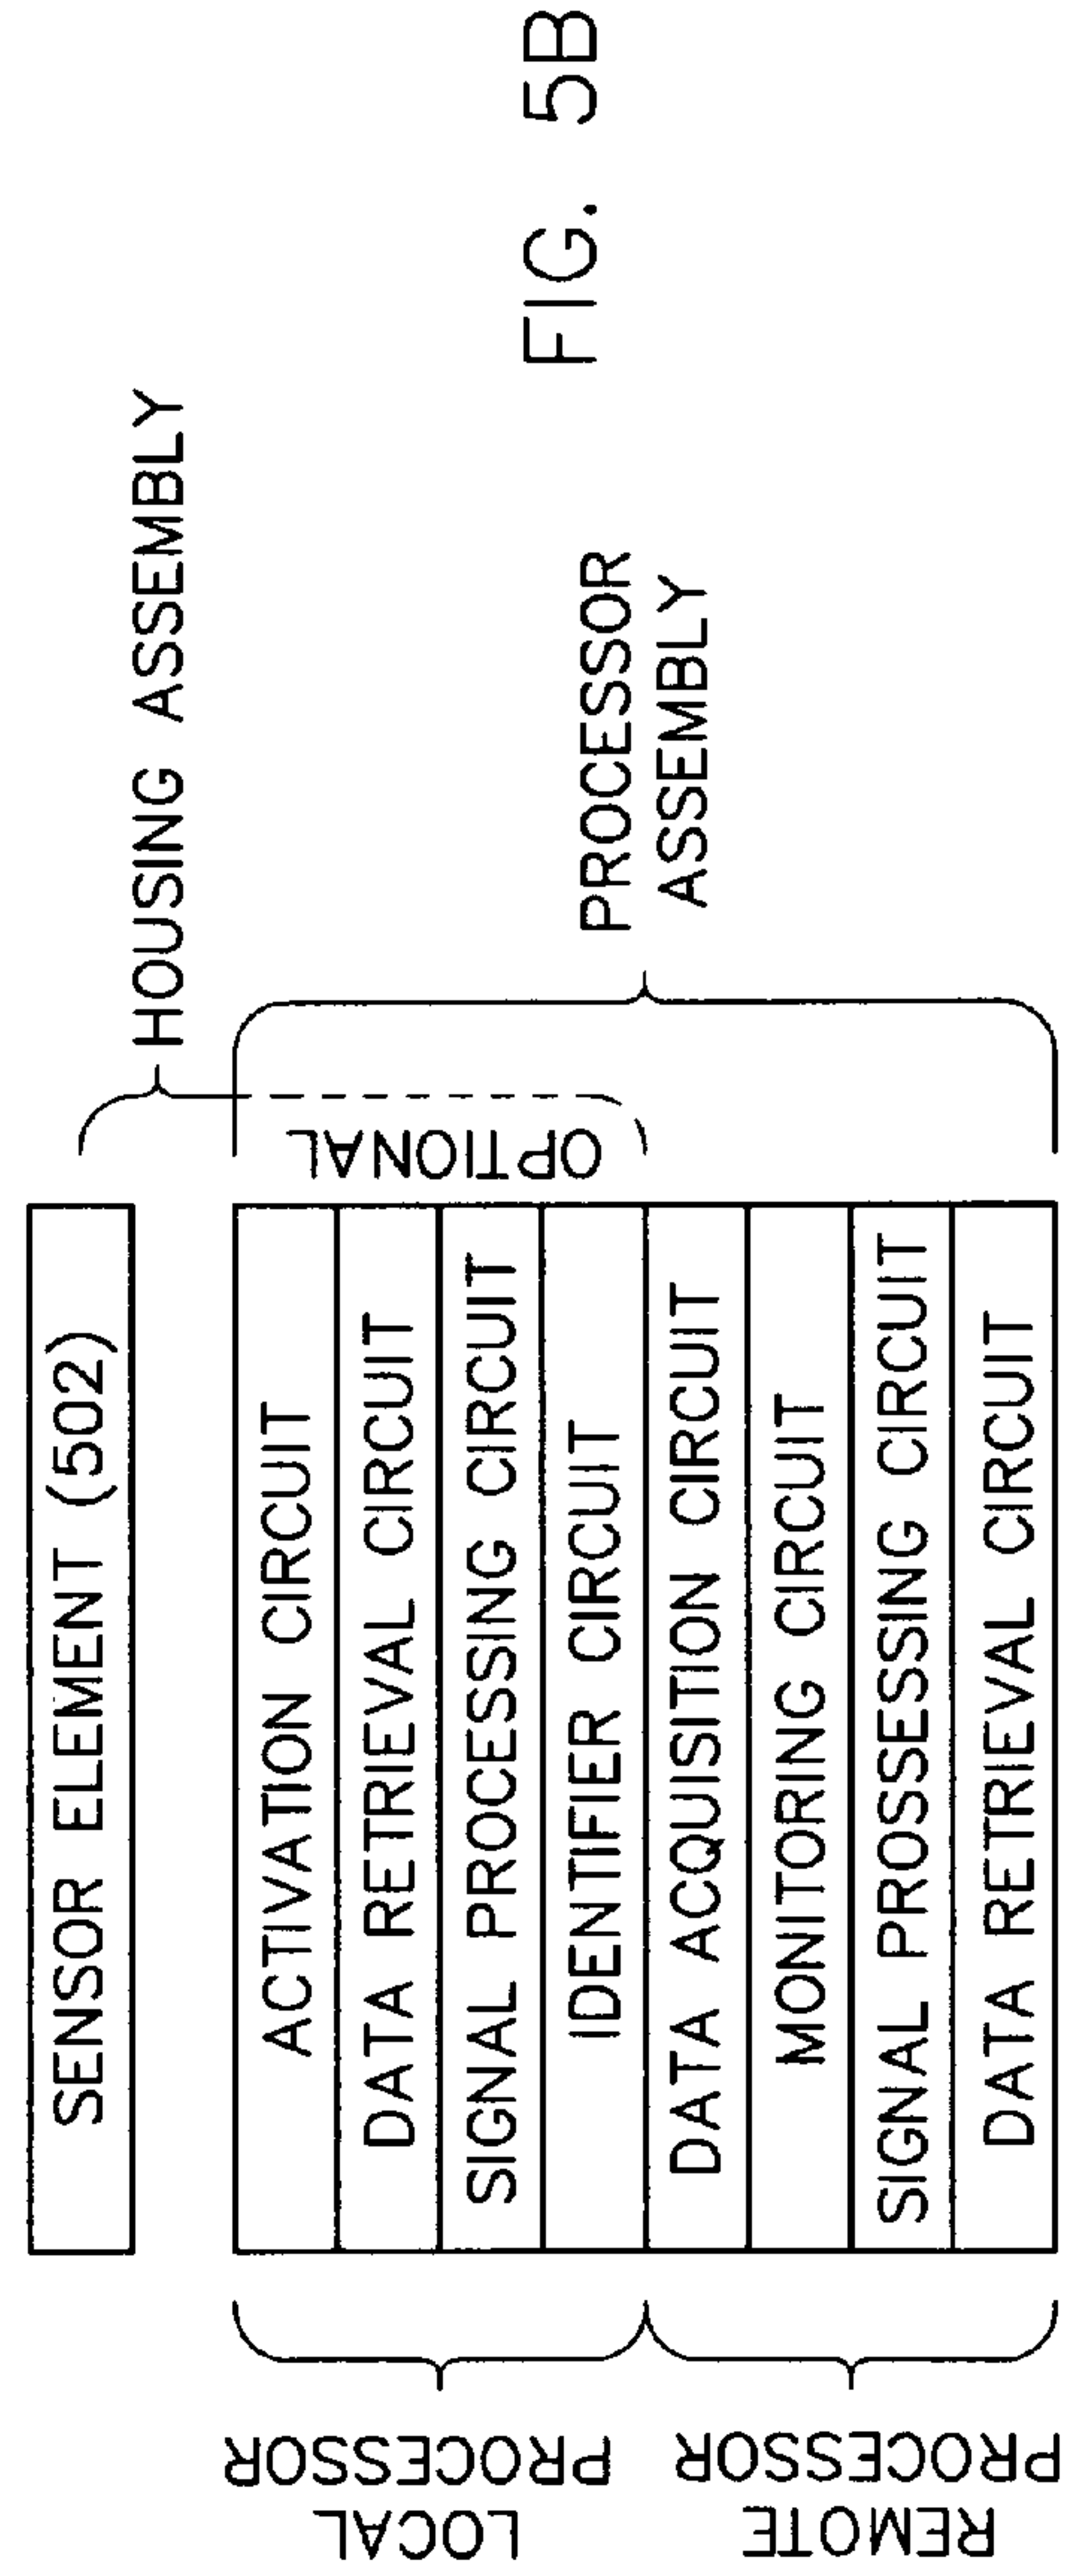 SENSOR ELEMENT (502)
HOUSING ASSEMBLY
ACTIVATION CIRCUIT
DATA RETRIEVAL CIRCUIT
SIGNAL PROCESSING CIRCUIT
IDENTIFIER CIRCUIT
DATA ACQUISITION CIRCUIT
MONITORING CIRCUIT
SIGNAL PROSSESSING CIRCUIT
DATA RETRIEVAL CIRCUIT
OPTIONAL
LOCAL
PROCESSOR
REMOTE
PROCESSOR
PROCESSOR
ASSEMBLY
FIG. 5B